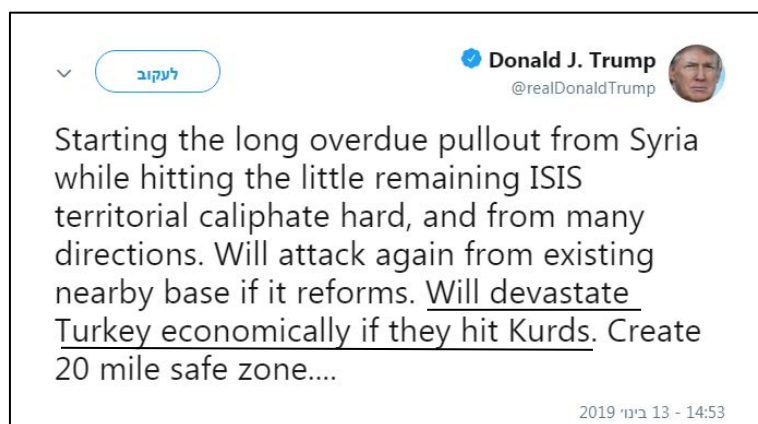 Donald J. Trump
@realDonaldTrump
לעקוב
Starting the long overdue pullout from Syria
while hitting the little remaining ISIS
territorial caliphate hard, and from many
directions. Will attack again from existing
nearby base if it reforms. Will devastate
Turkey economically if they hit Kurds. Create
20 mile safe zone....
14:53 - 13 בינו׳ 2019